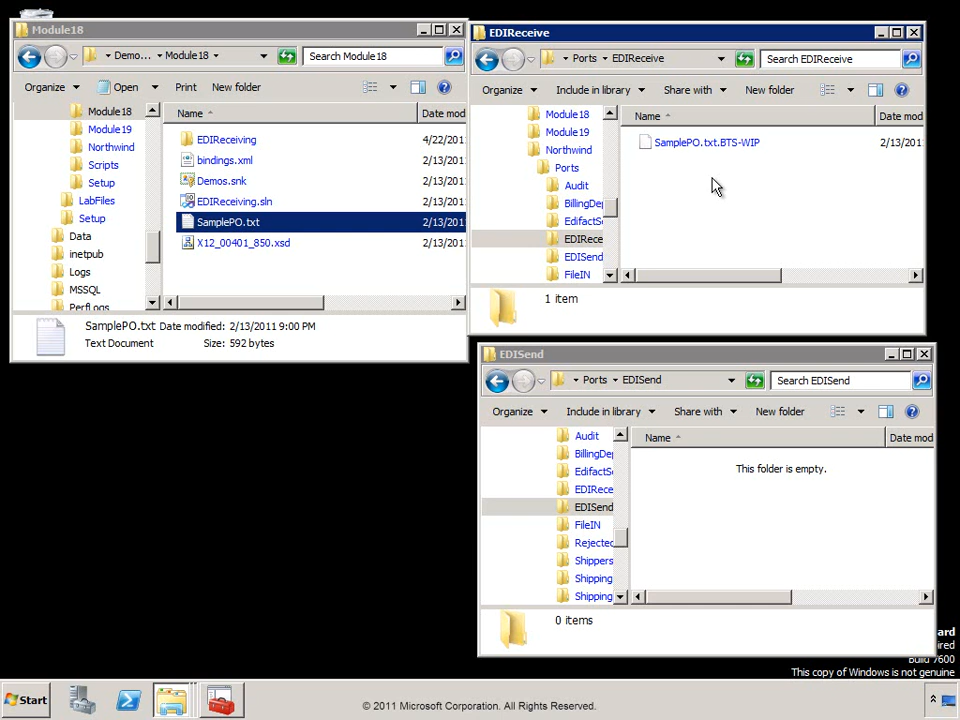 Module18
Demo... Module18
Search Module18
Organize
Open
Print
New folder
Module18
Module19
Northwind
Scripts
Setup
LabFiles
Setup
Data
inetpub
Logs
MSSQL
PerfLogs
Name
Date mod
EDIReceiving
4/22/201
bindings.xml
2/13/201
Demos.snk
2/13/201
EDIReceiving.sln
2/13/201
SamplePO.txt
2/13/201
X12_00401_850.xsd
2/13/201
SamplePO.txt Date modified: 2/13/2011 9:00 PM
Text Document
Size: 592 bytes
EDIReceive
Ports EDIReceive
Search EDIReceive
Organize
Include in library
Share with
New folder
Module18
Module19
Northwind
Ports
Audit
BillingDep
EdifactSe
EDIRece
EDISend
FileIN
Name
Date mod
SamplePO.txt.BTS-WIP
2/13/201
1 item
EDISend
Ports EDISend
Search EDISend
Organize
Include in library
Share with
New folder
Audit
BillingDe
EdifactS
EDIRece
EDISend
FileIN
Rejected
Shippers
Shipping
Shipping
Name
Date mod
This folder is empty.
0 items
ard
ired
Build 7600
This copy of Windows is not genuine
Start
© 2011 Microsoft Corporation. All Rights Reserved.